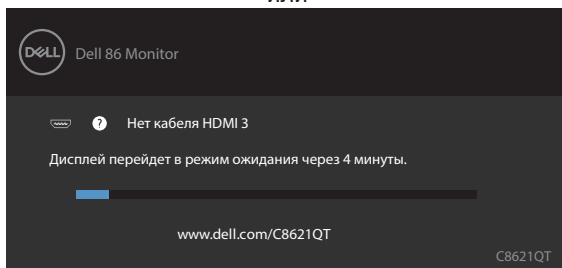 или
DELL
Dell 86 Monitor
? Нет кабеля HDMI 3
Дисплей перейдет в режим ожидания через 4 минуты.
www.dell.com/C8621QT
C8621QT